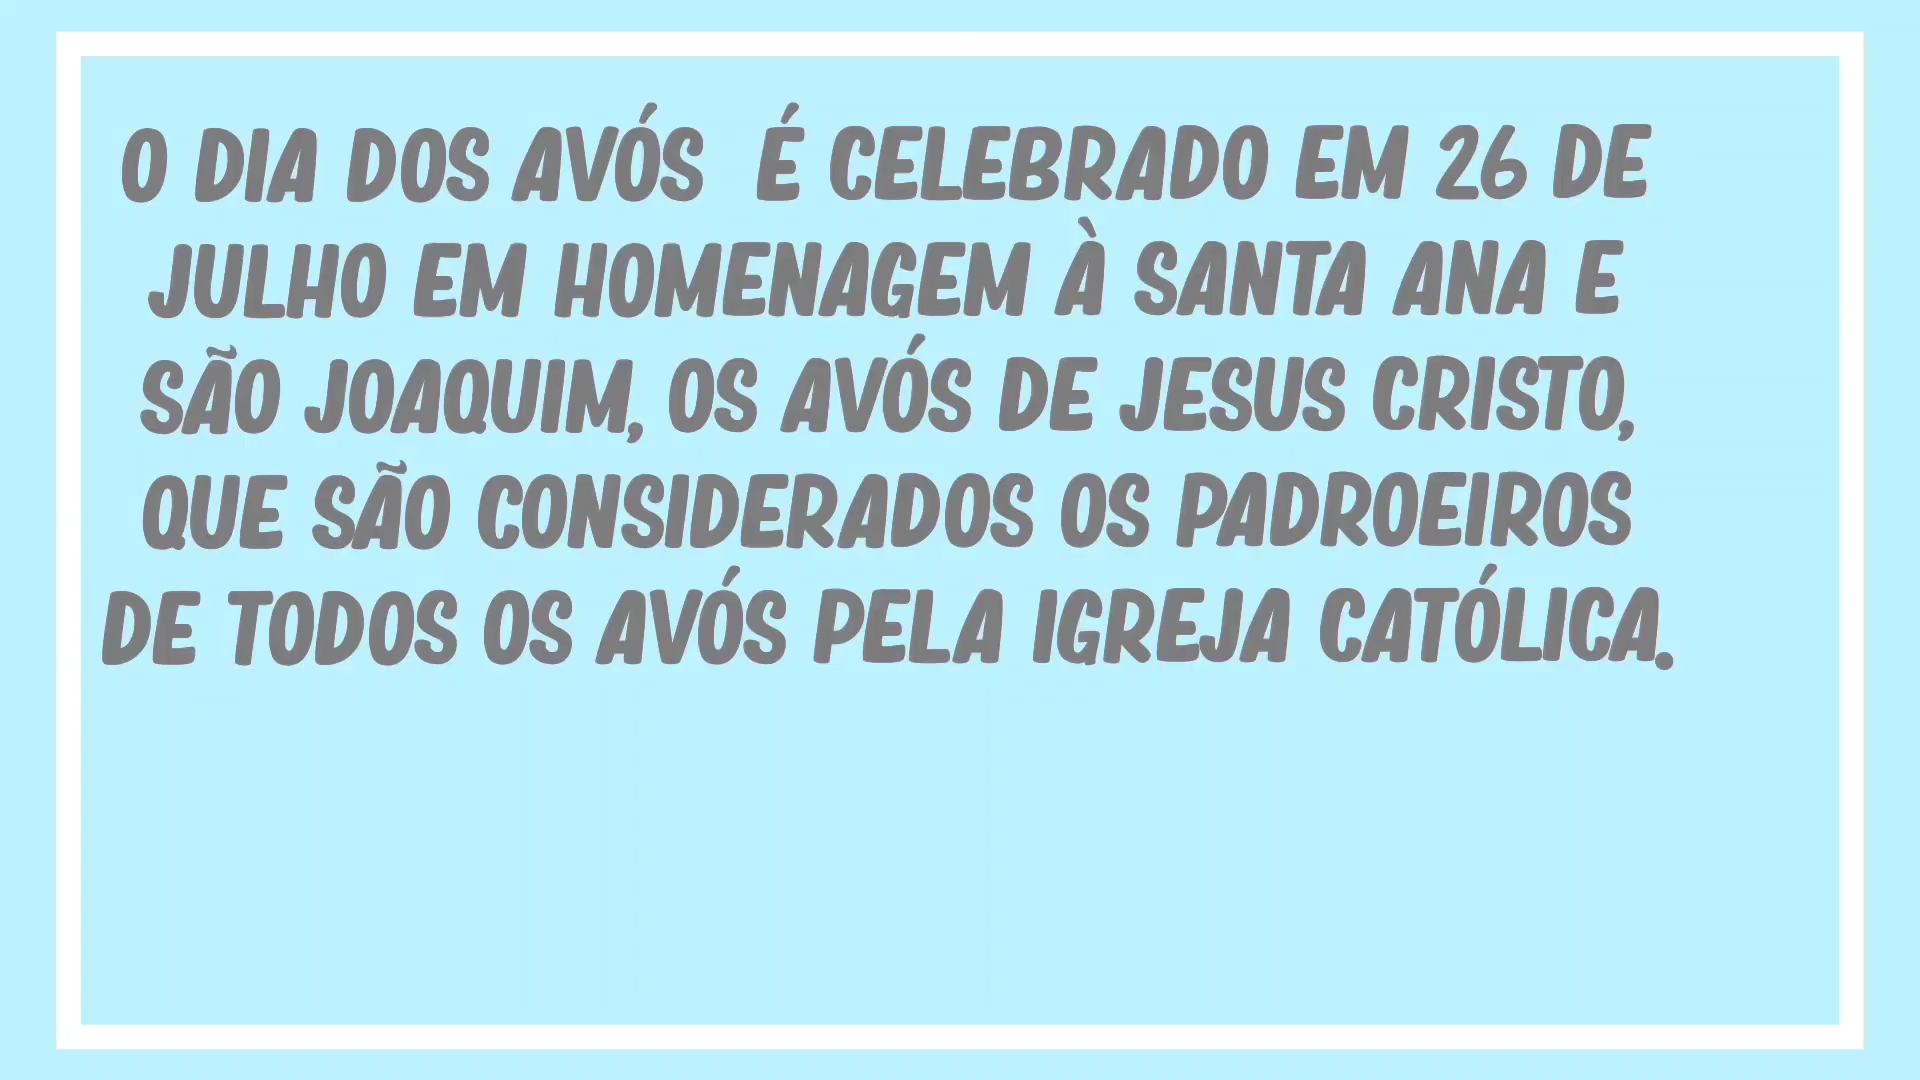 O DIA DOS AVÓS  É CELEBRADO EM 26 DE
JULHO EM HOMENAGEM À SANTA ANA E
SÃO JOAQUIM, OS AVÓS DE JESUS CRISTO,
QUE SÃO CONSIDERADOS OS PADROEIROS
DE TODOS OS AVÓS PELA IGREJA CATÓLICA.